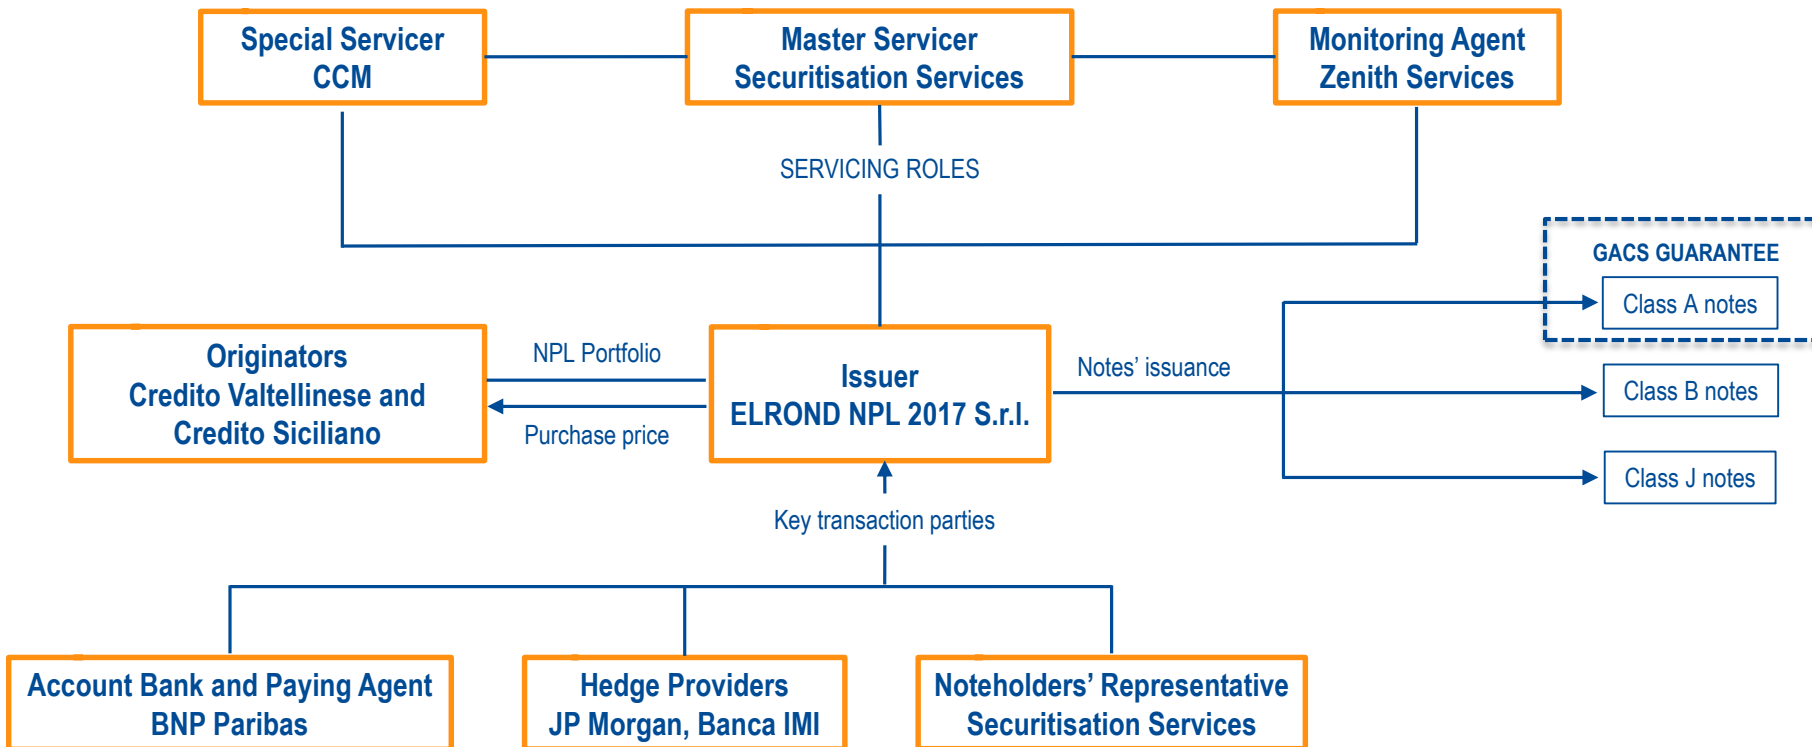 Special Servicer
CCM
Master Servicer
Securitisation Services
Monitoring Agent
Zenith Services
SERVICING ROLES
GACS GUARANTEE
Class A notes
Originators
Credito Valtellinese and
Credito Siciliano
NPL Portfolio
Purchase price
Issuer
ELROND NPL 2017 S.r.l.
Notes’ issuance
Class B notes
Class J notes
Key transaction parties
Account Bank and Paying Agent
BNP Paribas
Hedge Providers
JP Morgan, Banca IMI
Noteholders’ Representative
Securitisation Services